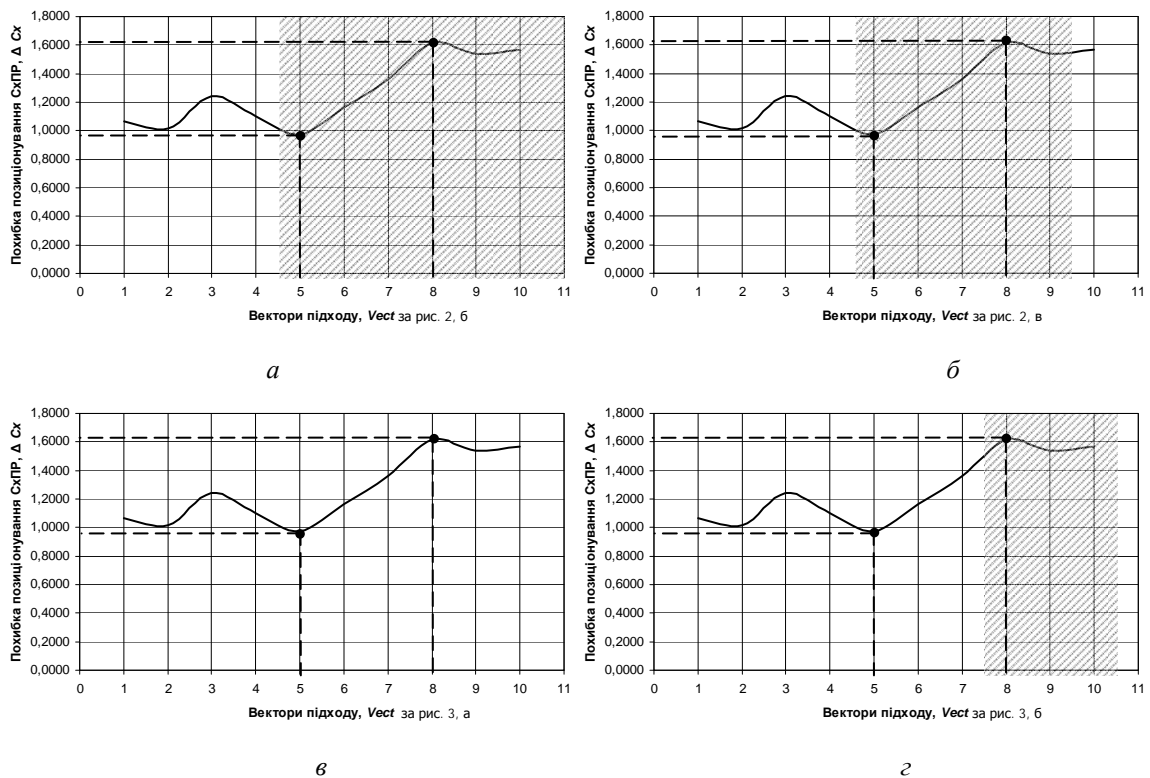 Похибка позиціонування СхПР, Δ Cx
1,8000
1,6000
1,4000
1,2000
1,0000
0,8000
0,6000
0,4000
0,2000
0,0000
0 1 2 3 4 5 6 7 8 9 10 11
Вектори підходу, Vect за рис. 2, б
а
Похибка позиціонування СхПР, Δ Cx
1,8000
1,6000
1,4000
1,2000
1,0000
0,8000
0,6000
0,4000
0,2000
0,0000
0 1 2 3 4 5 6 7 8 9 10 11
Вектори підходу, Vect за рис. 2, в
б
Похибка позиціонування СхПР, Δ Cx
1,8000
1,6000
1,4000
1,2000
1,0000
0,8000
0,6000
0,4000
0,2000
0,0000
0 1 2 3 4 5 6 7 8 9 10 11
Вектори підходу, Vect за рис. 3, а
в
Похибка позиціонування СхПР, Δ Cx
1,8000
1,6000
1,4000
1,2000
1,0000
0,8000
0,6000
0,4000
0,2000
0,0000
0 1 2 3 4 5 6 7 8 9 10 11
Вектори підходу, Vect за рис. 3, б
г